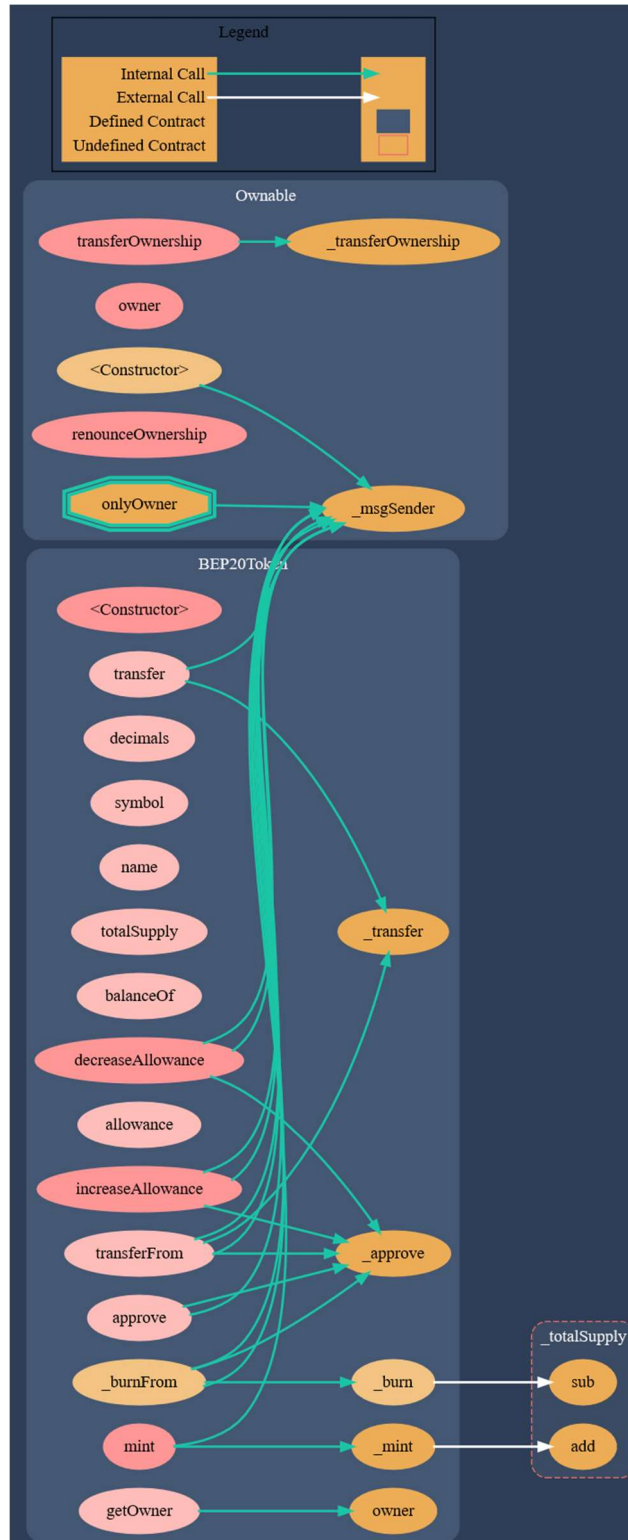 Legend
Internal Call
External Call
Defined Contract
Undefined Contract
Ownable
transferOwnership
_transferOwnership
owner
<Constructor>
renounceOwnership
onlyOwner
_msgSender
BEP20Token
<Constructor>
transfer
decimals
symbol
name
totalSupply
_transfer
balanceOf
decreaseAllowance
allowance
increaseAllowance
transferFrom
_approve
approve
_totalSupply
_burnFrom
_burn
sub
mint
_mint
add
getOwner
owner